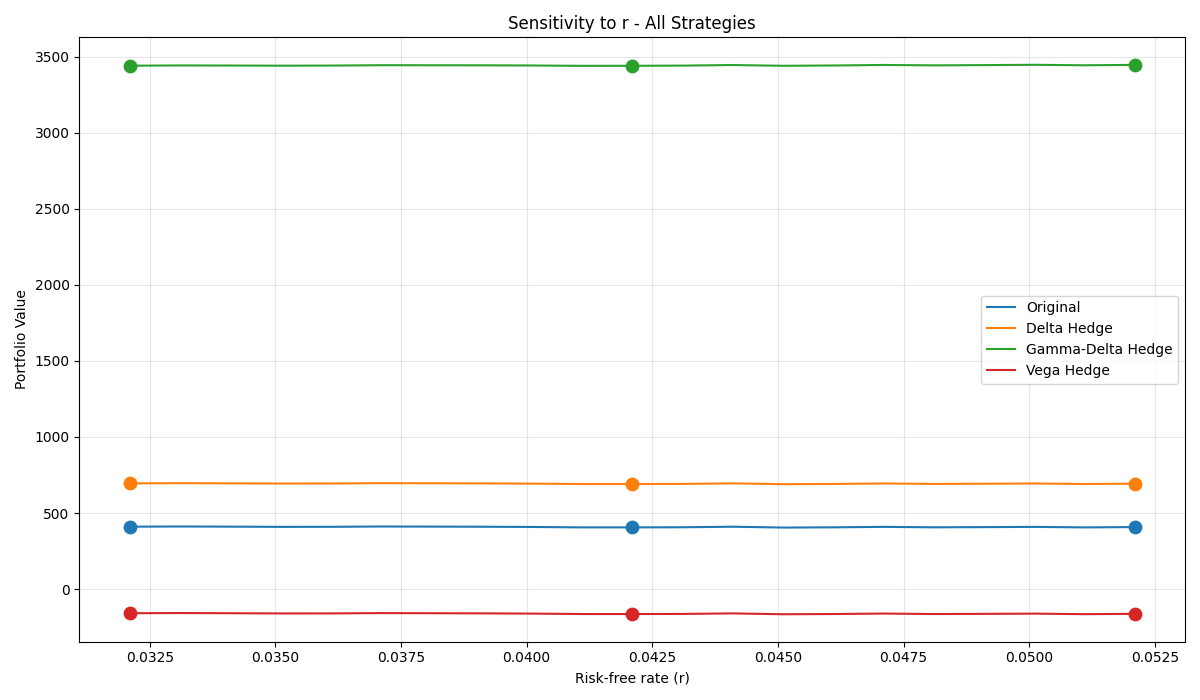 Sensitivity to r - All Strategies
3500
3000
2500
2000
1500
1000
500
0
Portfolio Value
Original
Delta Hedge
Gamma-Delta Hedge
Vega Hedge
0.0325 0.0350 0.0375 0.0400 0.0425 0.0450 0.0475 0.0500 0.0525
Risk-free rate (r)